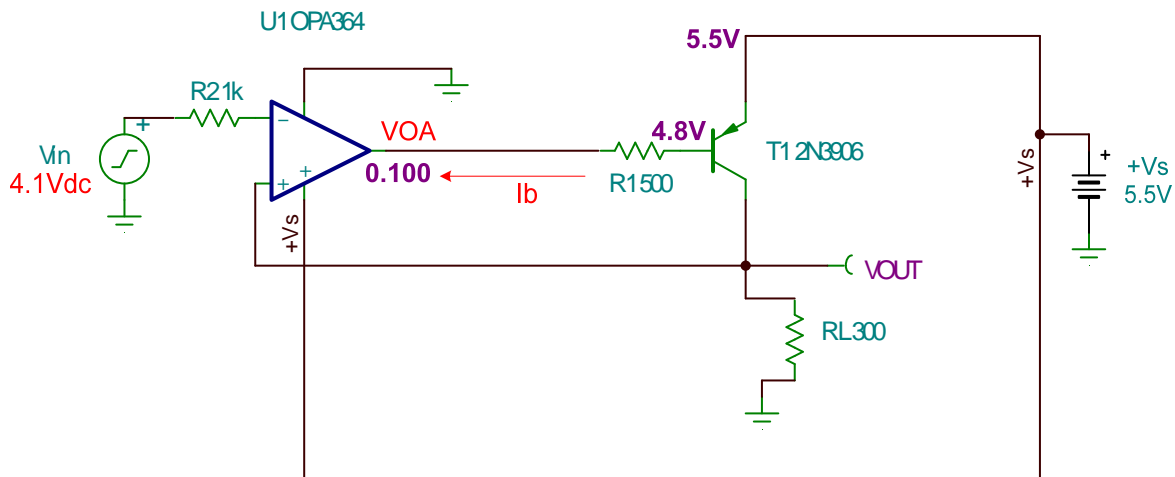 U1 OPA364
5.5V
R2 1k
+
VOA
4.8V
T1 2N3906
Vin
4.1Vdc
0.100
R1 500
Ib
+Vs
+Vs
+
+Vs
5.5V
VOUT
RL 300